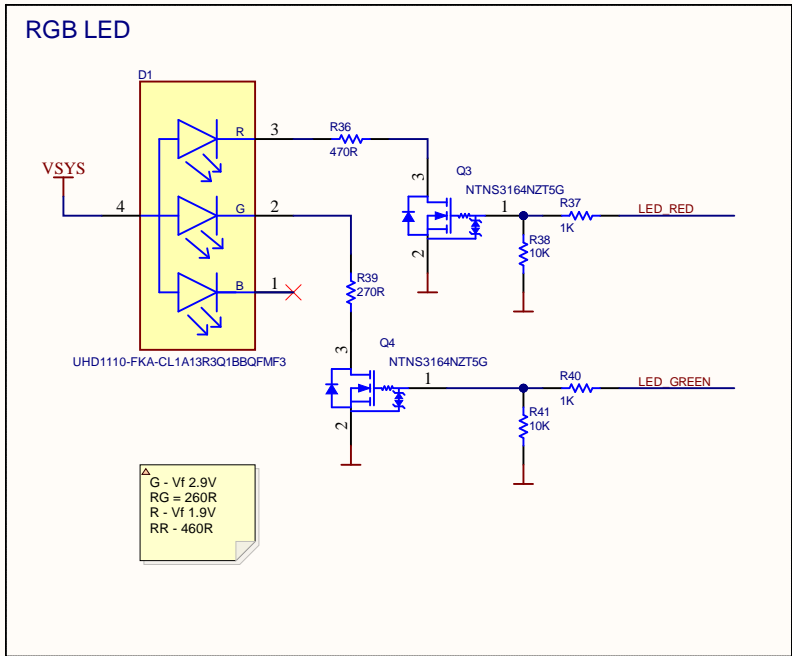 RGB LED
D1
R
3
R36
470R
VSYS
4
G
2
3
Q3
NTNS3164NZT5G
1
R37
1K
LED_RED
R38
10K
2
B
1
R39
270R
UHD1110-FKA-CL1A13R3Q1BBQFMF3
3
Q4
NTNS3164NZT5G
1
R40
1K
LED_GREEN
R41
10K
2
G - Vf 2.9V
RG = 260R
R - Vf 1.9V
RR - 460R